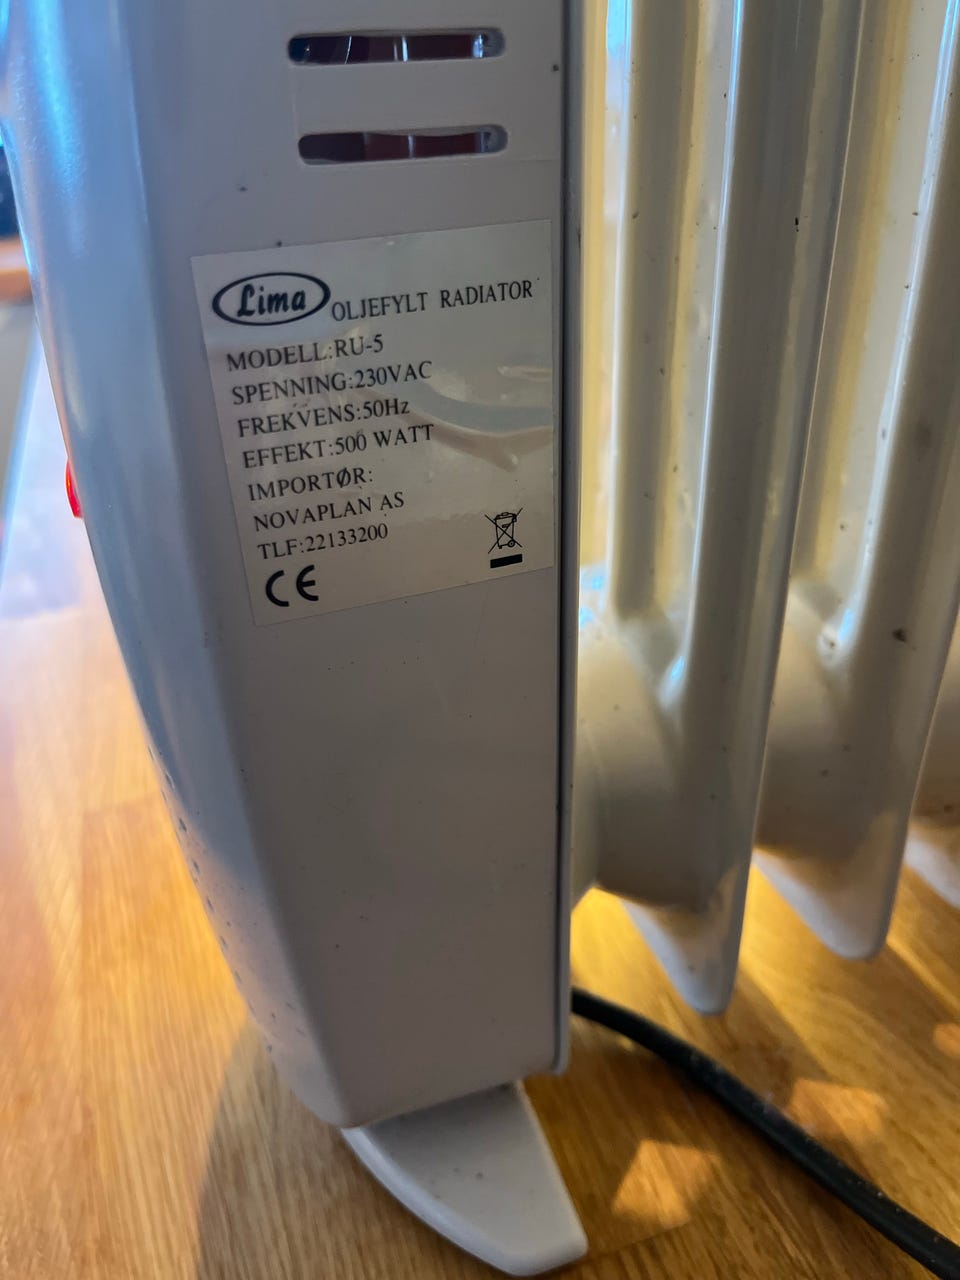 Lima OLJEFYLT RADIATOR
MODELL:RU-5
SPENNING:230VAC
FREKVENS:50Hz
EFFEKT:500 WATT
IMPORTØR:
NOVAPLAN AS
TLF:22133200
CE